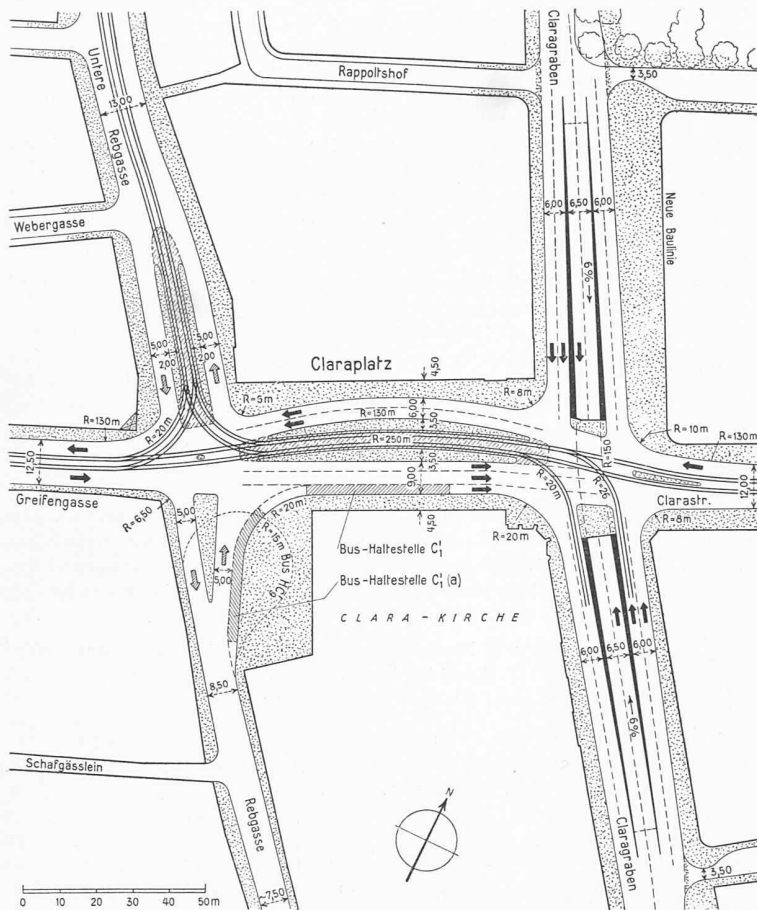 Untere Rebgasse
13,00
Rappoltshof
Claragraben
3,50
Webergasse
6,00 6,50 6,00
6%
Neue Baulinie
5,00 5,00
2,00 2,00
Claraplatz
4,50
R=5m
R=8m
R=130m
R=20m
R=130m
6,00
3,50
R=250m
R=150
R=10m
R=130m
12,50
3,50
9,00
R=20m
R=26
12,00
Greifengasse
Clarastr.
R=6,50
5,00
R=20m
4,50
R=20m
R=8m
R=15m Bus HC9
5,00
Bus-Haltestelle C'1
Bus-Haltestelle C'1 (a)
CLARA-KIRCHE
6,00 6,50 6,00
8,50
6%
Schafgässlein
Rebgasse
N
Claragraben
3,50
7,50
0 10 20 30 40 50m